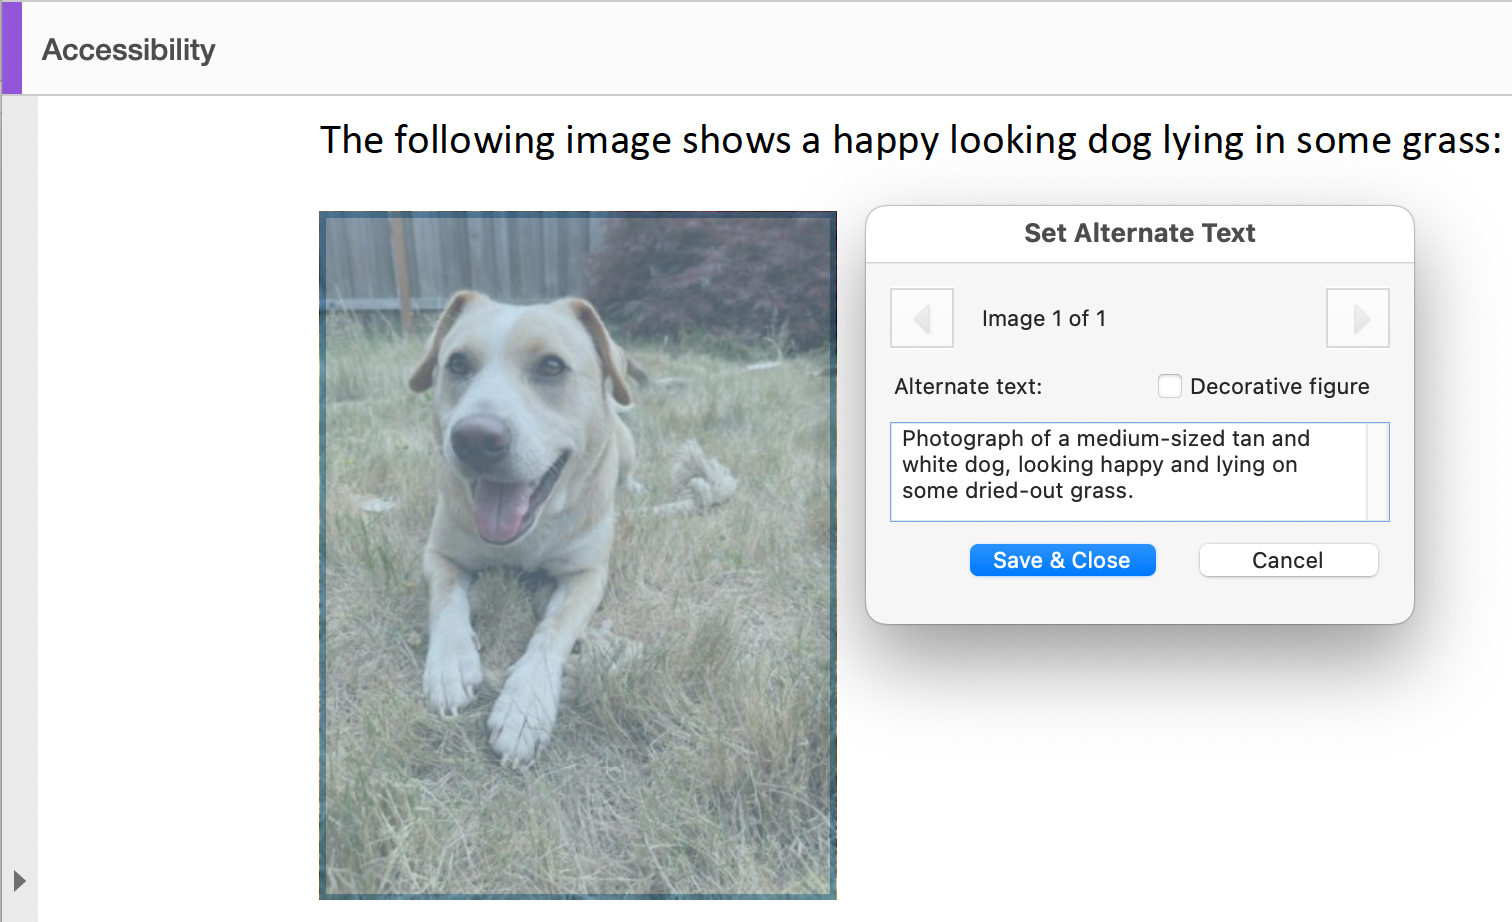 Accessibility
The following image shows a happy looking dog lying in some grass:
Set Alternate Text
Image 1 of 1
Alternate text:
Decorative figure
Photograph of a medium-sized tan and
white dog, looking happy and lying on
some dried-out grass.
Save & Close
Cancel